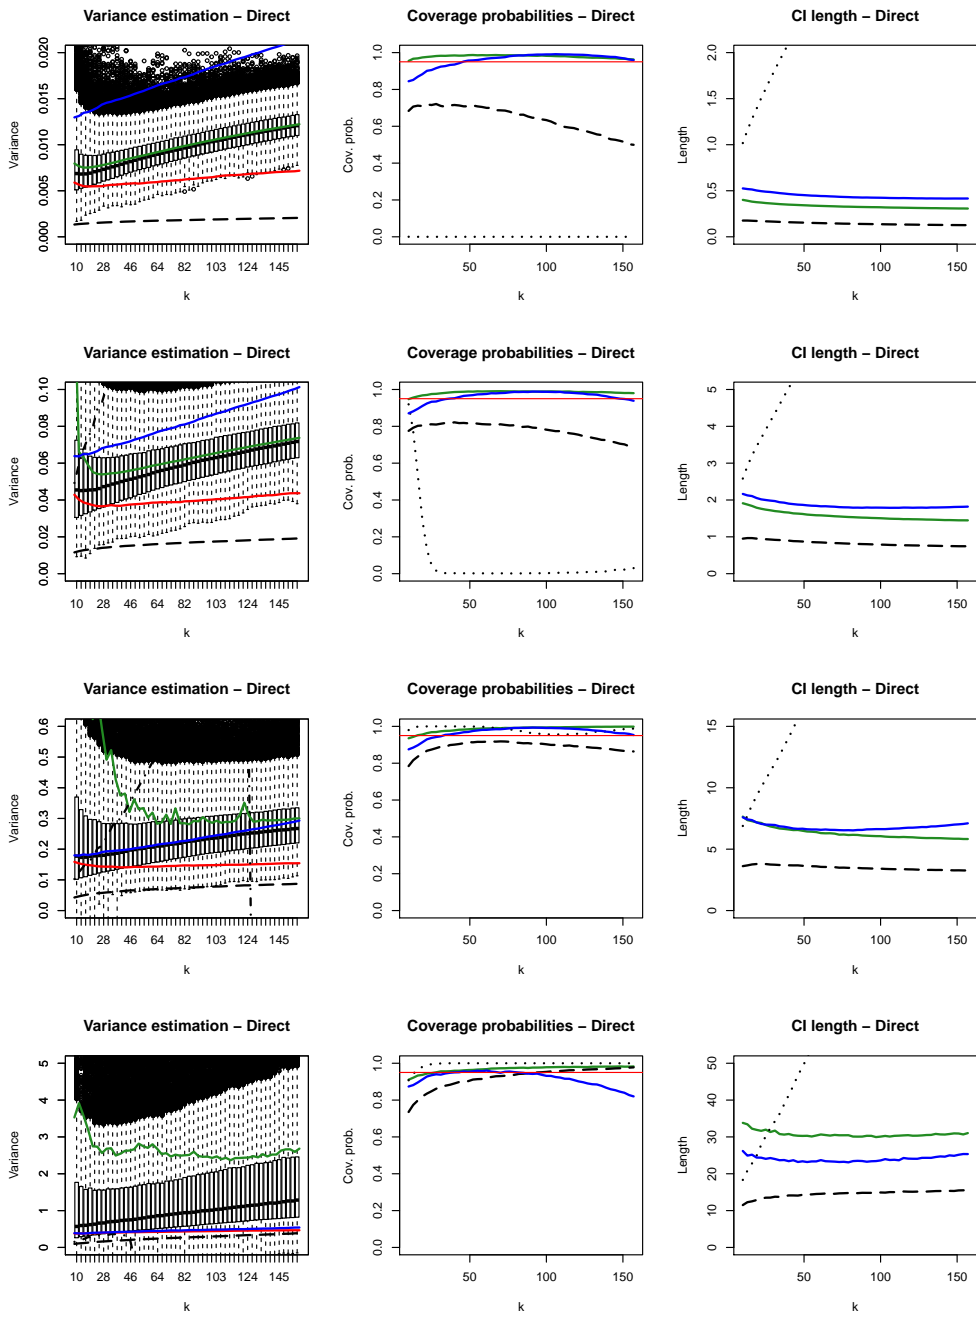 Variance estimation – Direct
Coverage probabilities – Direct
CI length – Direct
Variance
0.000 0.005 0.010 0.015 0.020
10 28 46 64 82 103 124 145
k
Cov. prob.
0.0 0.2 0.4 0.6 0.8 1.0
50 100 150
k
Length
0.0 0.5 1.0 1.5 2.0
50 100 150
k
Variance estimation – Direct
Coverage probabilities – Direct
CI length – Direct
Variance
0.00 0.02 0.04 0.06 0.08 0.10
10 28 46 64 82 103 124 145
k
Cov. prob.
0.0 0.2 0.4 0.6 0.8 1.0
50 100 150
k
Length
0 1 2 3 4 5
50 100 150
k
Variance estimation – Direct
Coverage probabilities – Direct
CI length – Direct
Variance
0.0 0.1 0.2 0.3 0.4 0.5 0.6
10 28 46 64 82 103 124 145
k
Cov. prob.
0.0 0.2 0.4 0.6 0.8 1.0
50 100 150
k
Length
0 5 10 15
50 100 150
k
Variance estimation – Direct
Coverage probabilities – Direct
CI length – Direct
Variance
0 1 2 3 4 5
10 28 46 64 82 103 124 145
k
Cov. prob.
0.0 0.2 0.4 0.6 0.8 1.0
50 100 150
k
Length
0 10 20 30 40 50
50 100 150
k